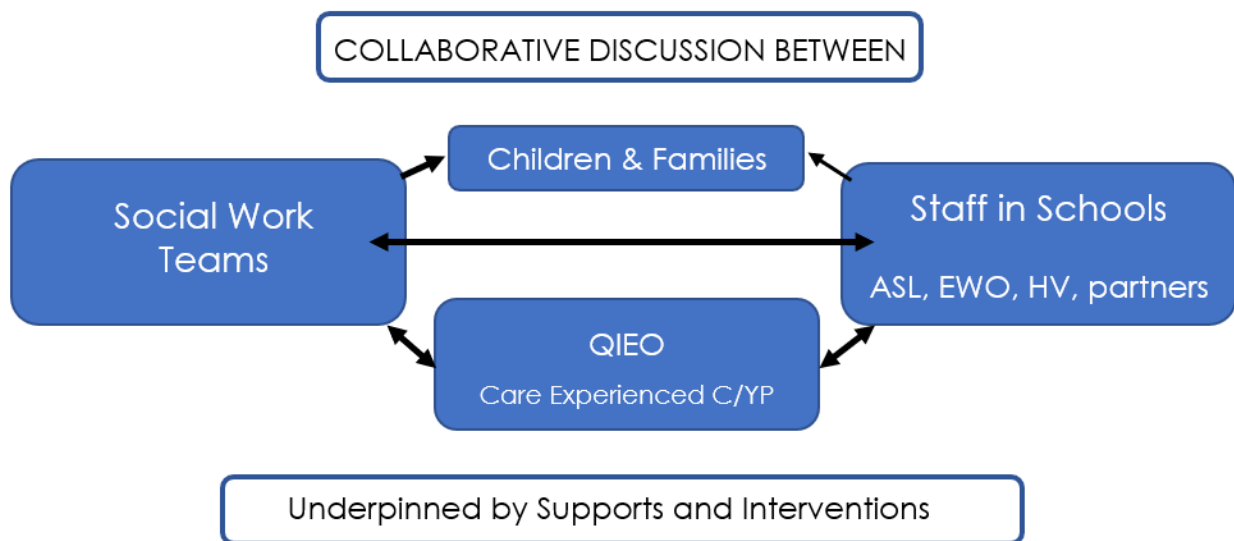 COLLABORATIVE DISCUSSION BETWEEN
Children & Families
Social Work
Teams
Staff in Schools
ASL, EWO, HV, partners
QIEO
Care Experienced C/YP
Underpinned by Supports and Interventions